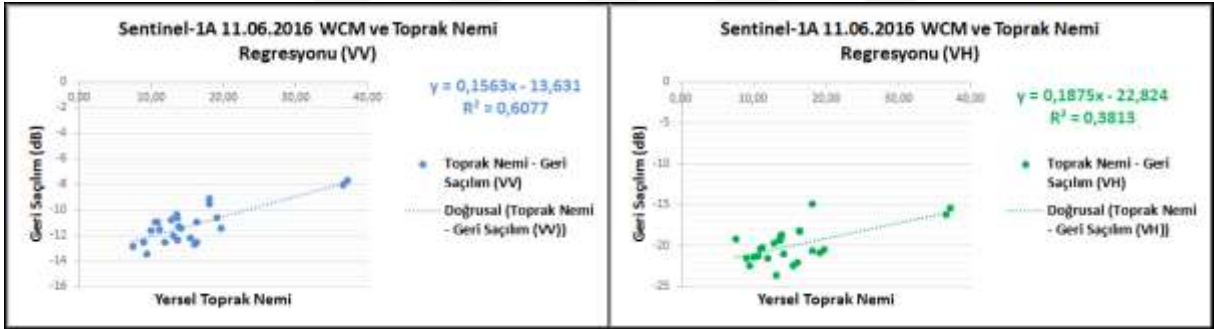 Sentinel-1A 11.06.2016 WCM ve Toprak Nemi
Regresyonu (VV)
y = 0,1563x - 13,631
R² = 0,6077
0
-2
-4
-6
-8
-10
-12
-14
-16
0,00 10,00 20,00 30,00 40,00
Geri Saçılım (dB)
Yersel Toprak Nemi
Toprak Nemi - Geri
Saçılım (VV)
Doğrusal (Toprak Nemi
- Geri Saçılım (VV))
Sentinel-1A 11.06.2016 WCM ve Toprak Nemi
Regresyonu (VH)
y = 0,1875x - 22,824
R² = 0,3813
0
-5
-10
-15
-20
-25
0,00 10,00 20,00 30,00 40,00
Geri Saçılım (dB)
Yersel Toprak Nemi
Toprak Nemi - Geri
Saçılım (VH)
Doğrusal (Toprak Nemi
- Geri Saçılım (VH))